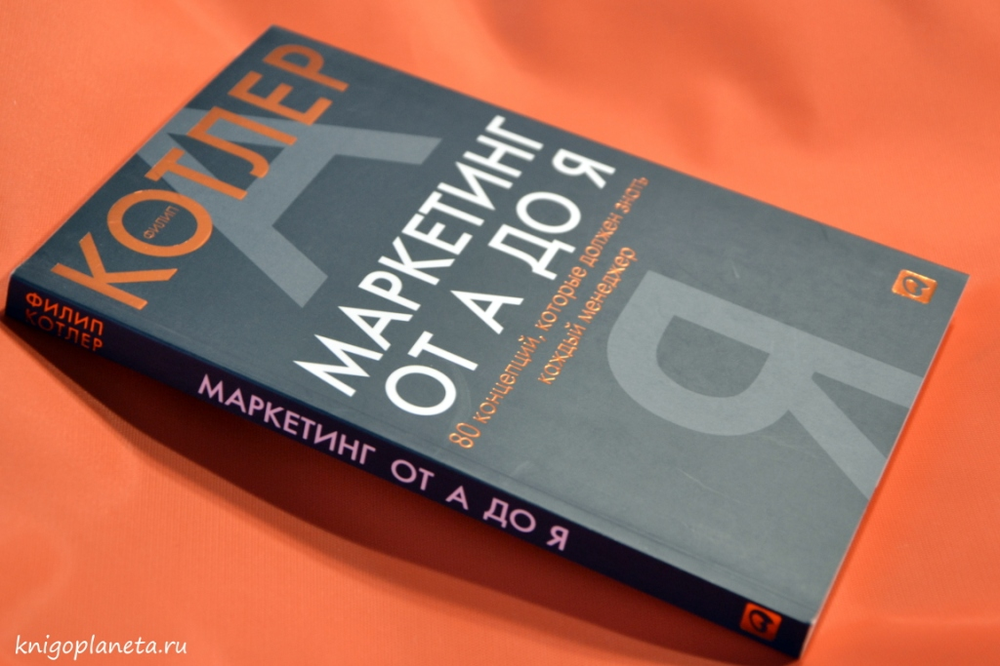 КОТЛЕР
ФИЛИП
МАРКЕТИНГ
ОТ А ДО Я
80 концепций, которые должен знать
каждый менеджер
А
Я
ФИЛИП
КОТЛЕР
МАРКЕТИНГ ОТ А ДО Я
knigoplaneta.ru